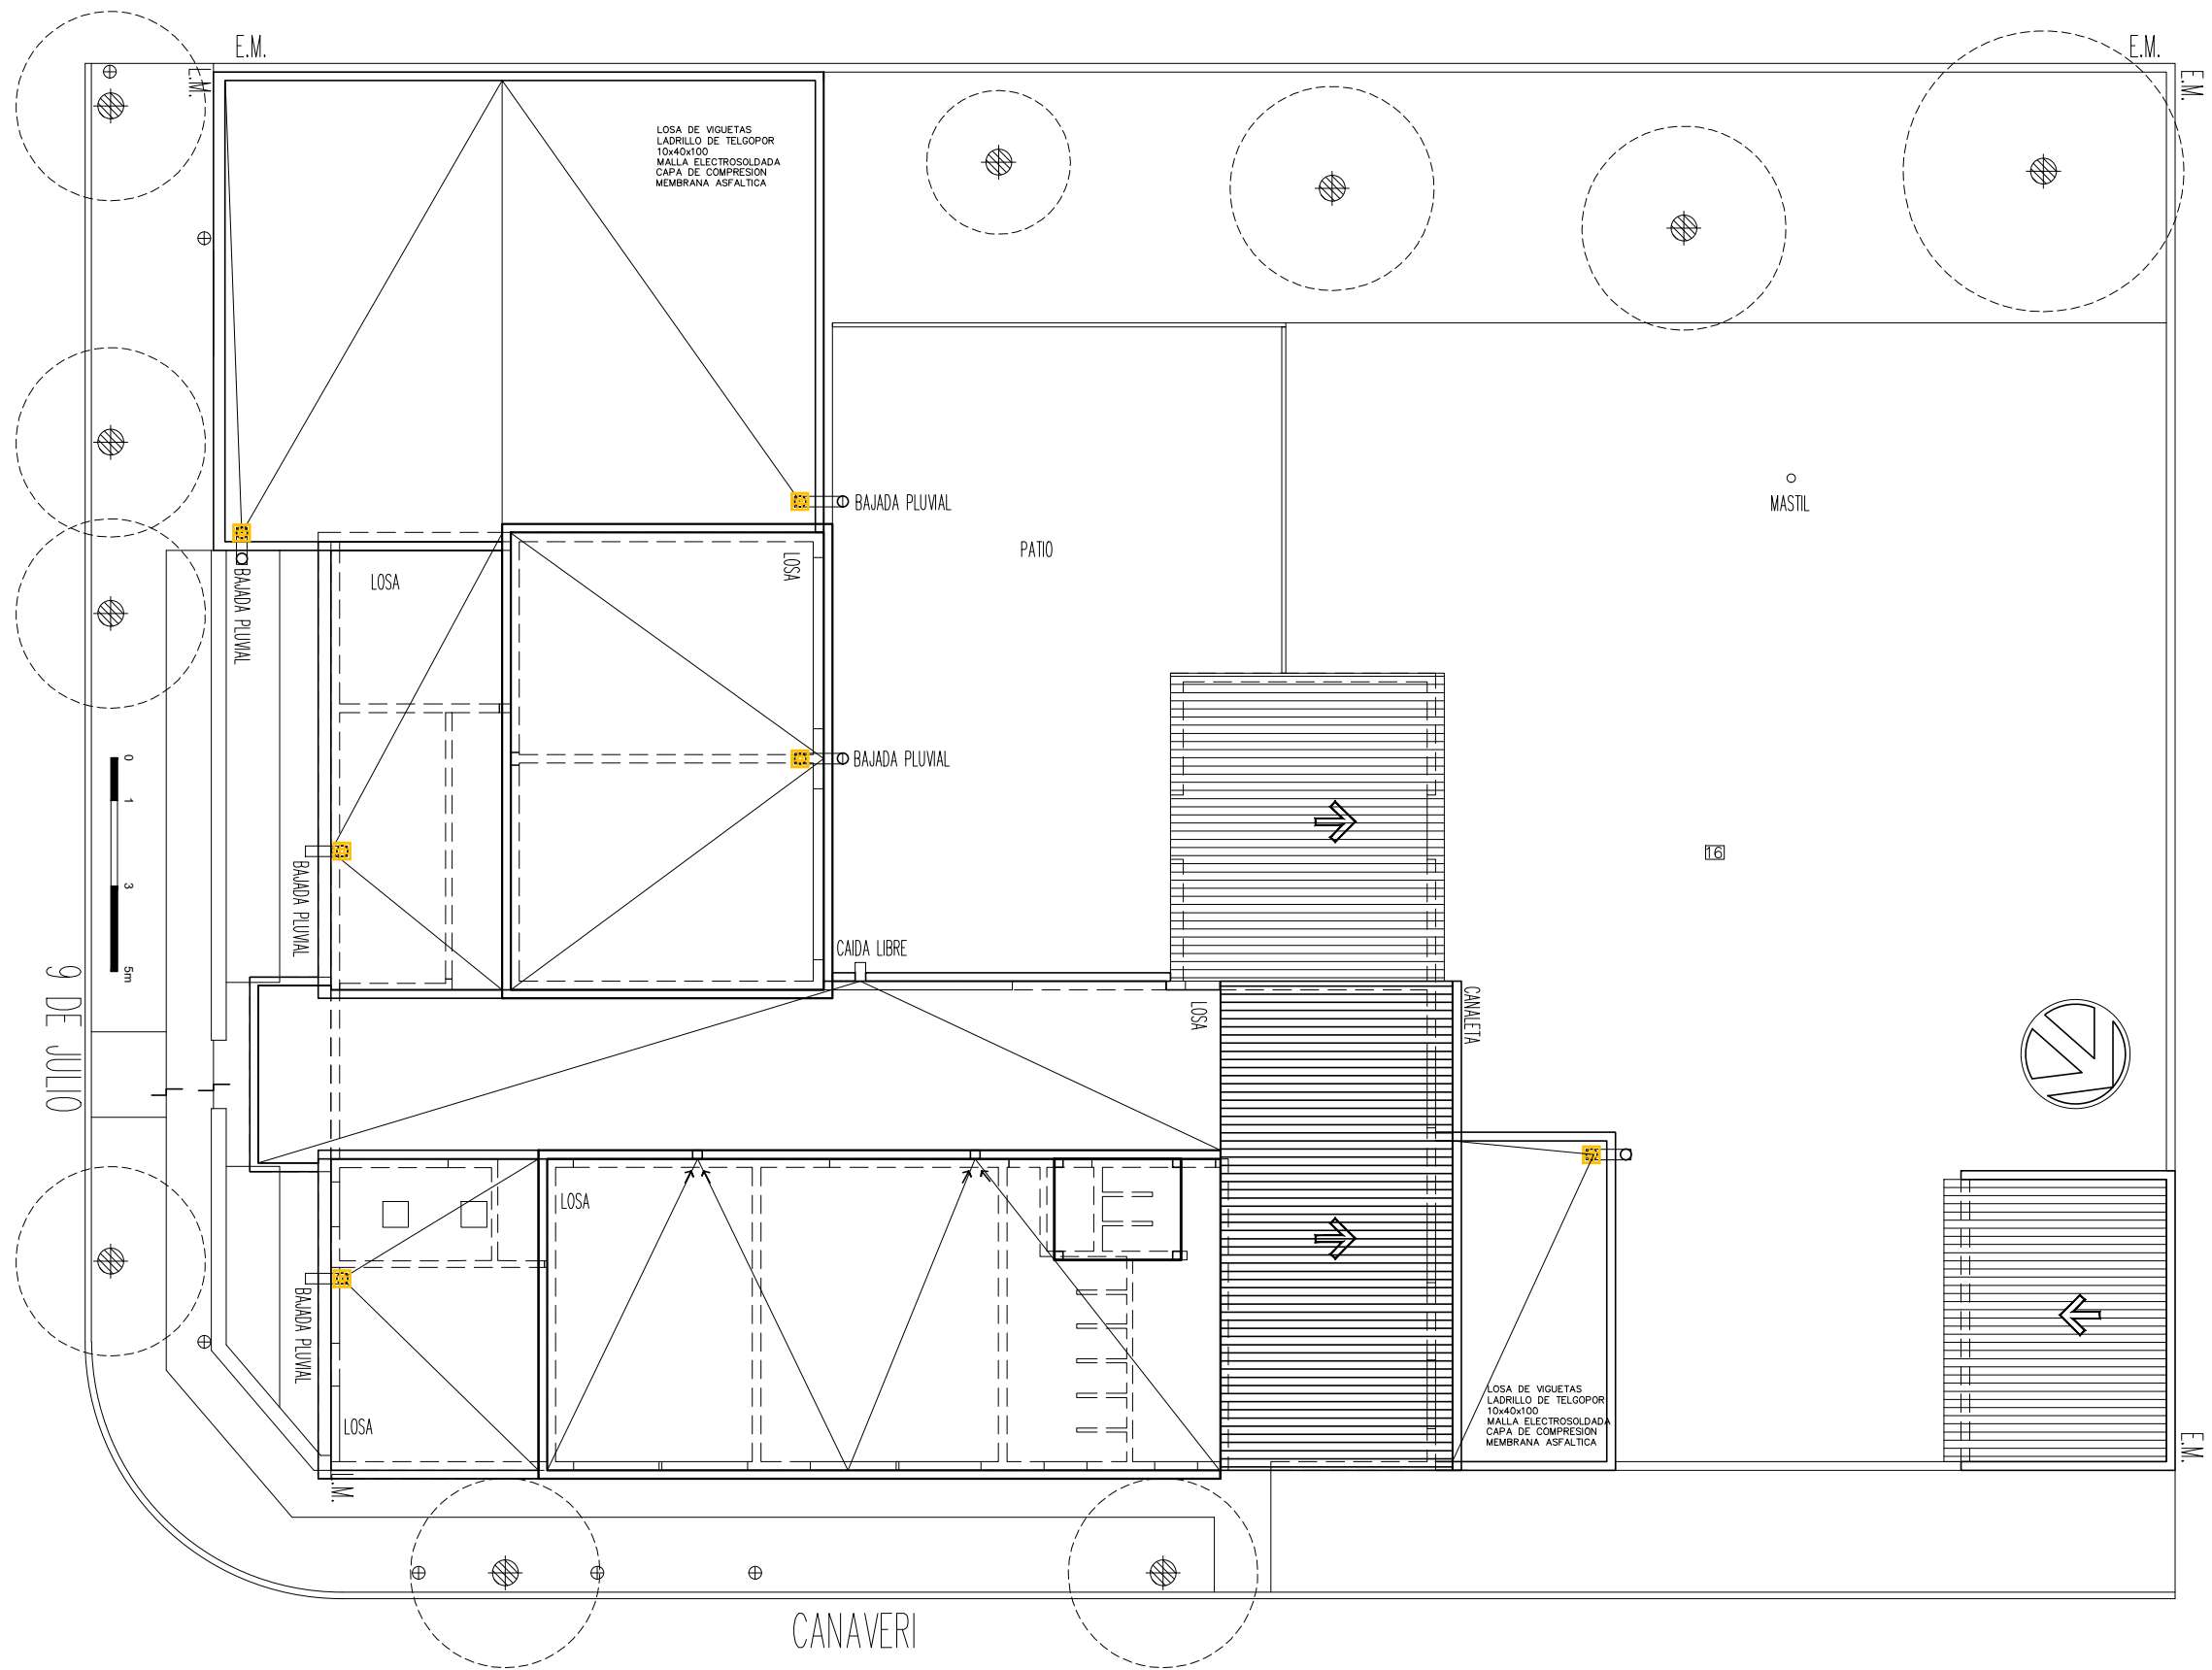 E.M.
E.M.
E.M.
E.M.
LOSA DE VIGUETAS
LADRILLO DE TELGOPOR
10x40x100
MALLA ELECTROSOLDADA
CAPA DE COMPRESION
MEMBRANA ASFALTICA
BAJADA PLUVIAL
MASTIL
PATIO
LOSA
LOSA
BAJADA PLUVIAL
BAJADA PLUVIAL
0
1
3
5m
16
BAJADA PLUVIAL
CAIDA LIBRE
9 DE JULIO
LOSA
CANALETA
LOSA
BAJADA PLUVIAL
LOSA
LOSA DE VIGUETAS
LADRILLO DE TELGOPOR
10x40x100
MALLA ELECTROSOLDADA
CAPA DE COMPRESION
MEMBRANA ASFALTICA
E.M.
.M.
CANAVERI